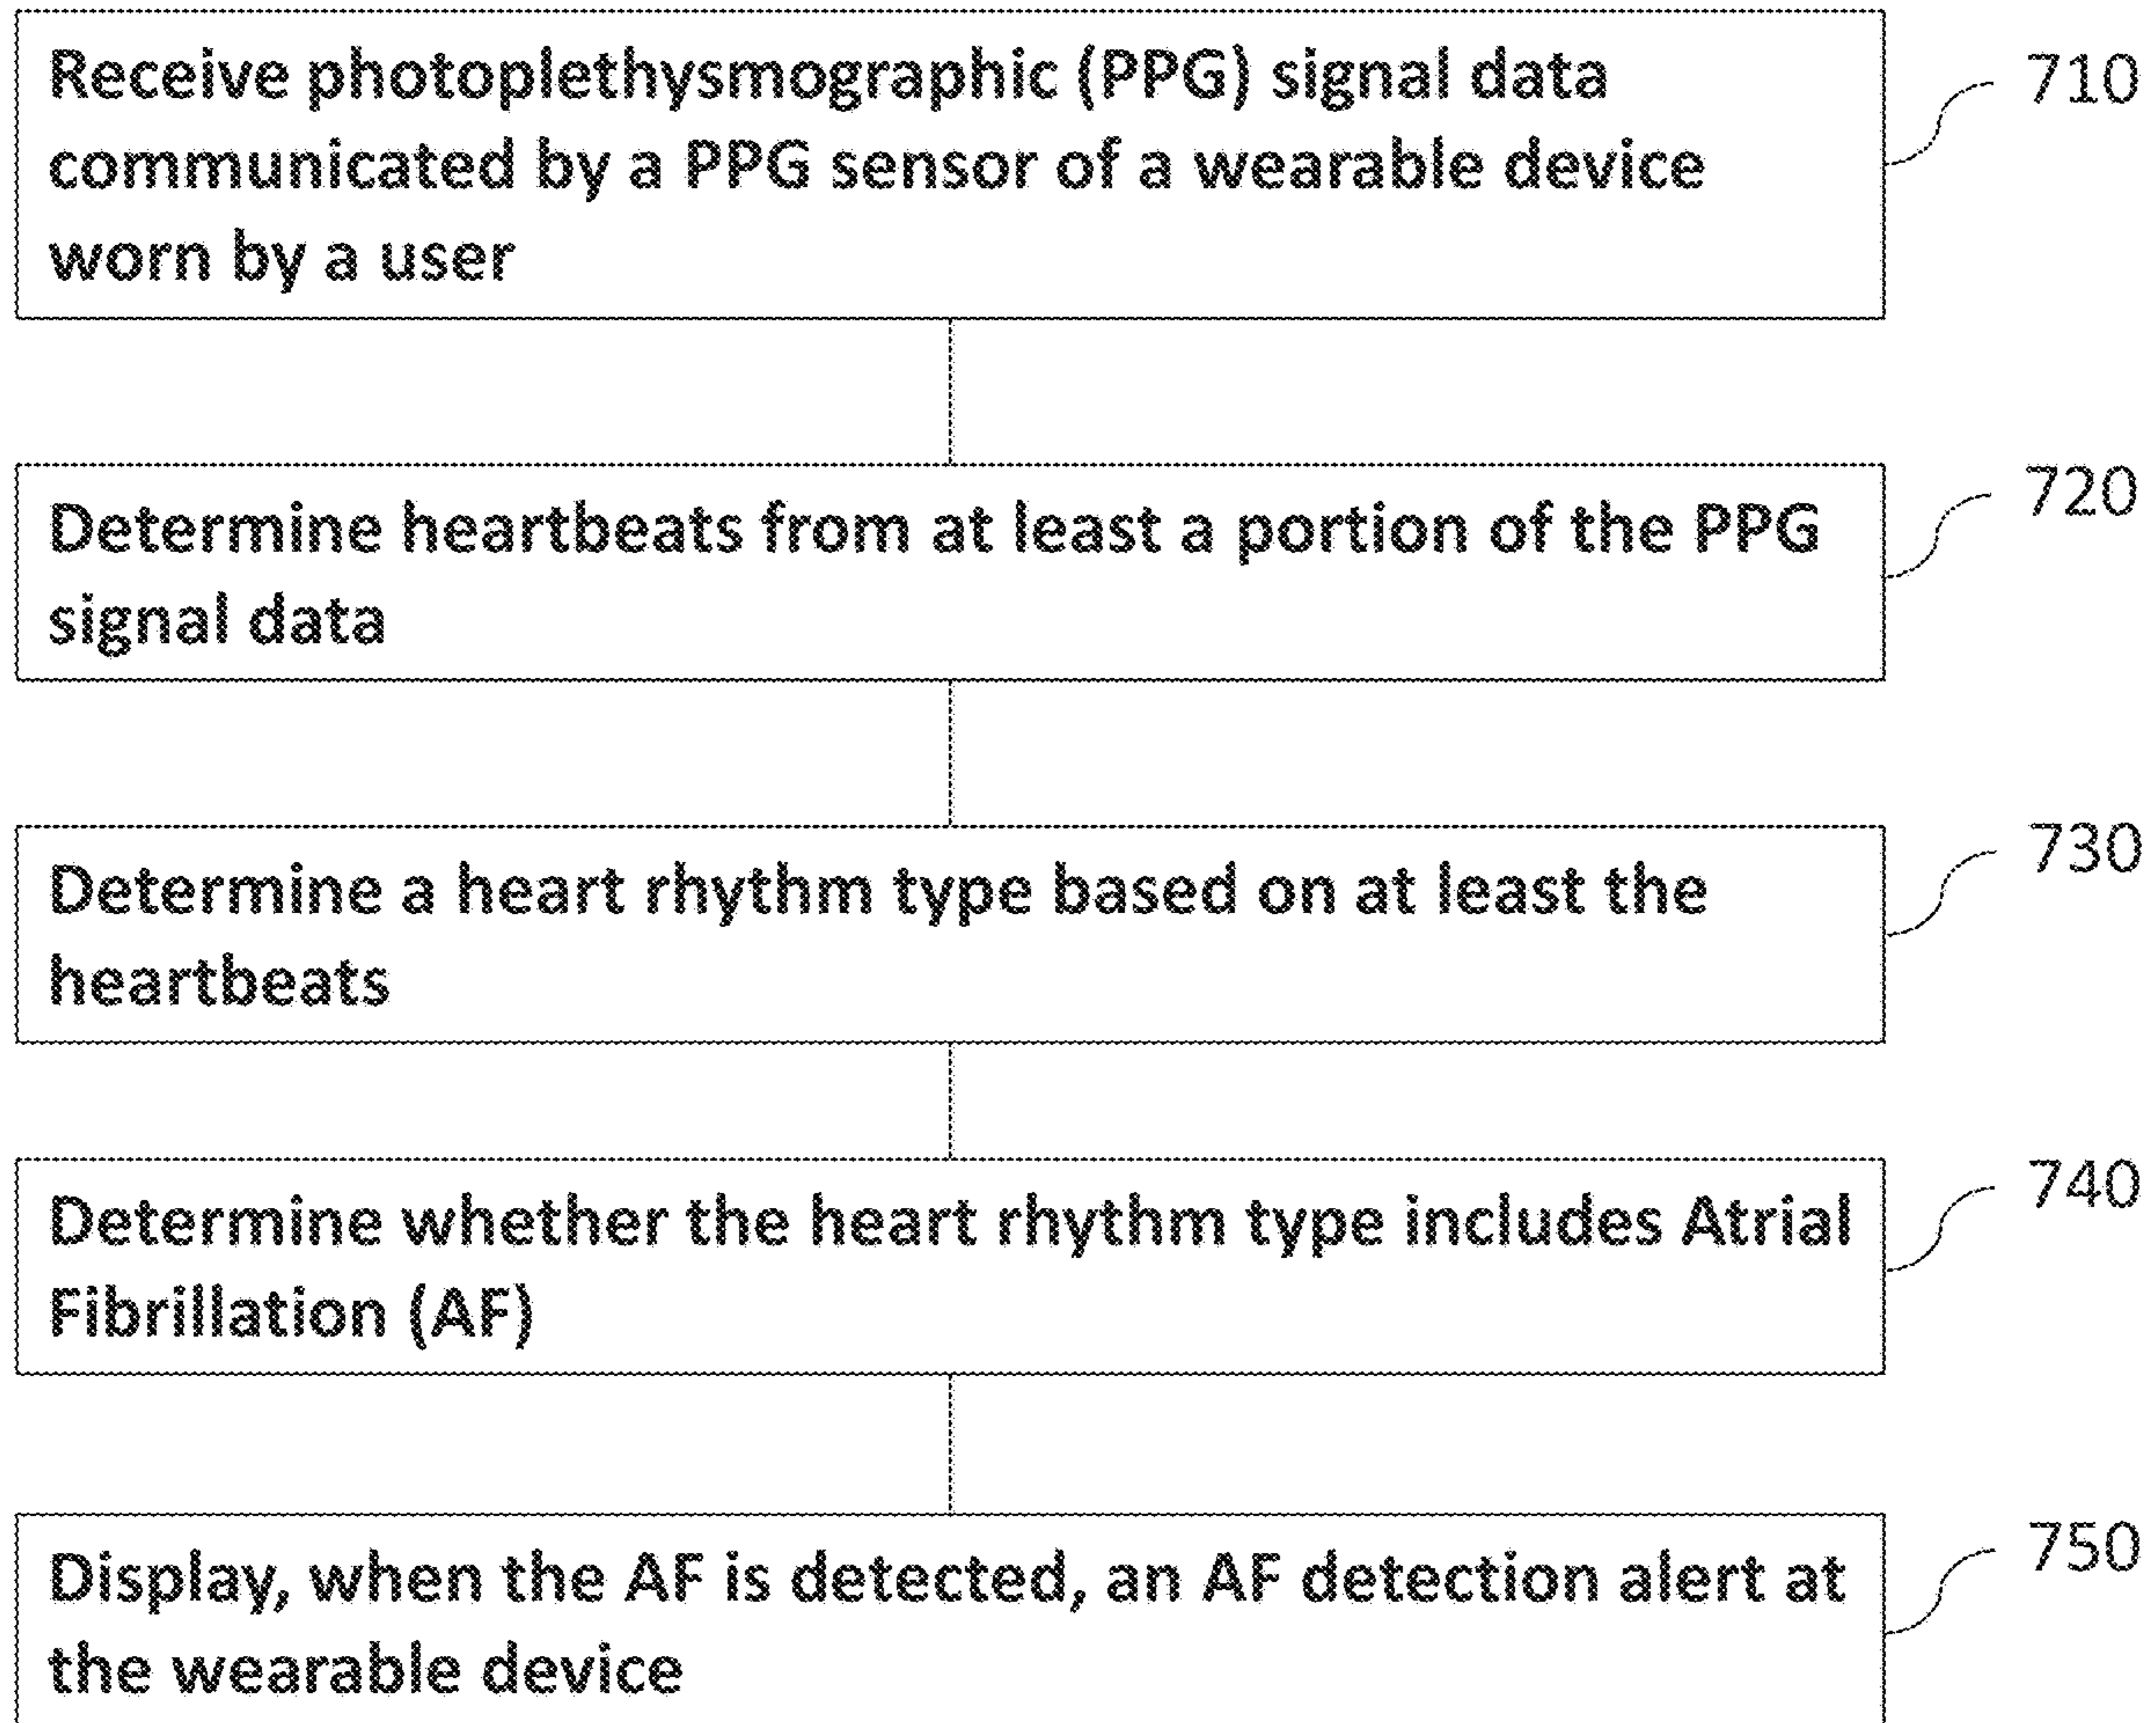 Receive photoplethysmographic (PPG) signal data
710
communicated by a PPG sensor of a wearable device
worn by a user
Determine heartbeats from at least a portion of the PPG
720
signal data
Determine a heart rhythm type based on at least the
730
heartbeats
Determine whether the heart rhythm type includes Atrial
740
Fibrillation (AF)
Display, when the AF is detected, an AF detection alert at
750
the wearable device